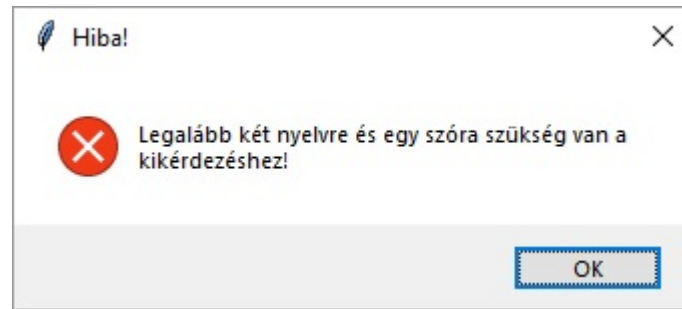 Hiba!
Legalább két nyelvre és egy szóra szükség van a
kikérdezéshez!
OK